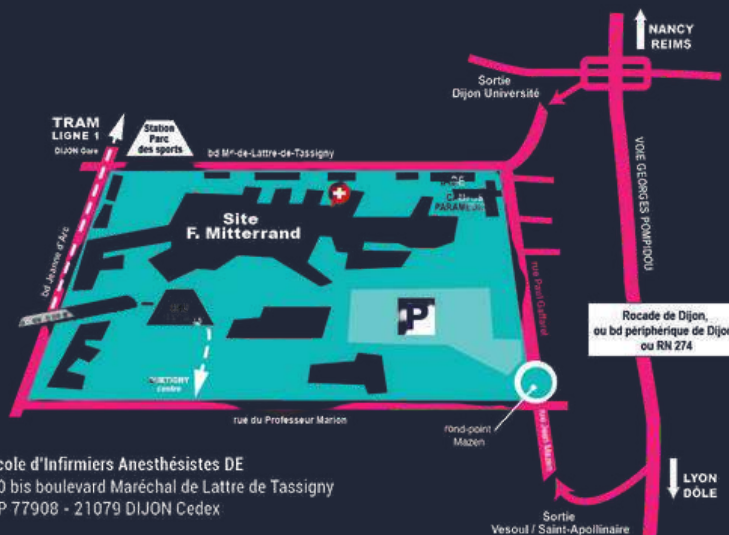 NANCY
REIMS
Sortie
Dijon Université
TRAM
LIGNE 1
DIJON Gare
Station
Parc
des sports
bd Mal-de-Lattre-de-Tassigny
VOIE GEORGES POMPIDOU
Site
F. Mitterrand
bd Jeanne d'Arc
rue Paul Gaffarel
P
Rocade de Dijon,
ou bd périphérique de Dijo
ou RN 274
centre
rue du Professeur Marion
rond-point
Mazen
rue Jean Mazen
cole d'Infirmiers Anesthésistes DE
0 bis boulevard Maréchal de Lattre de Tassigny
P 77908 - 21079 DIJON Cedex
LYON
DÔLE
Sortie
Vesoul / Saint-Apollinaire